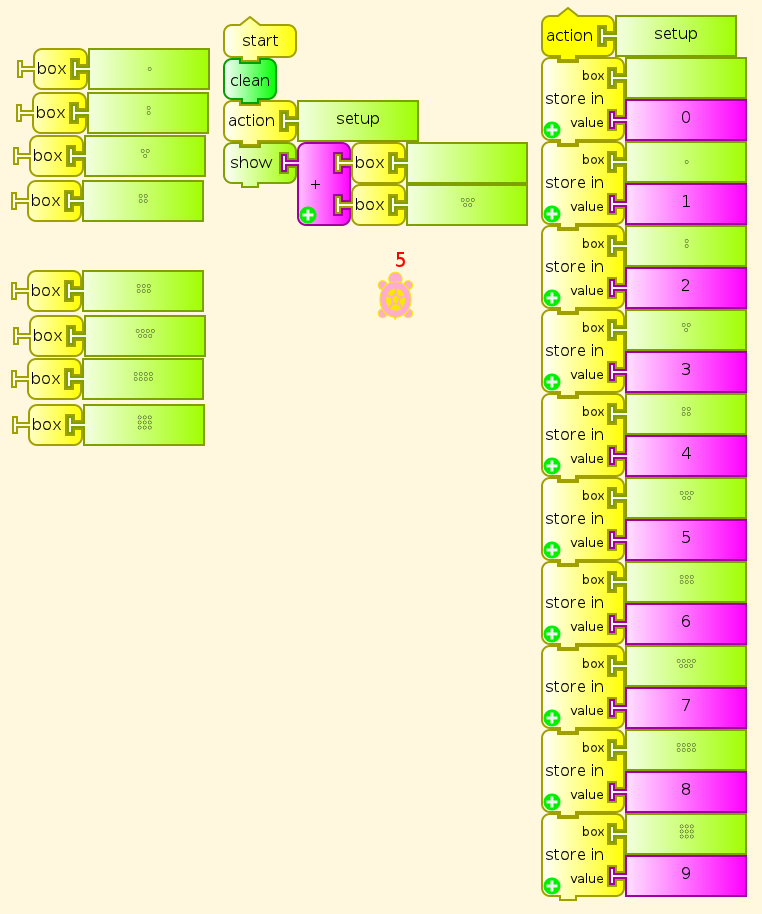 box
box
box
box
box
box
box
box
start
clean
action setup
show + box
box
5
action setup
box
store in
value 0
box
store in
value 1
box
store in
value 2
box
store in
value 3
box
store in
value 4
box
store in
value 5
box
store in
value 6
box
store in
value 7
box
store in
value 8
box
store in
value 9